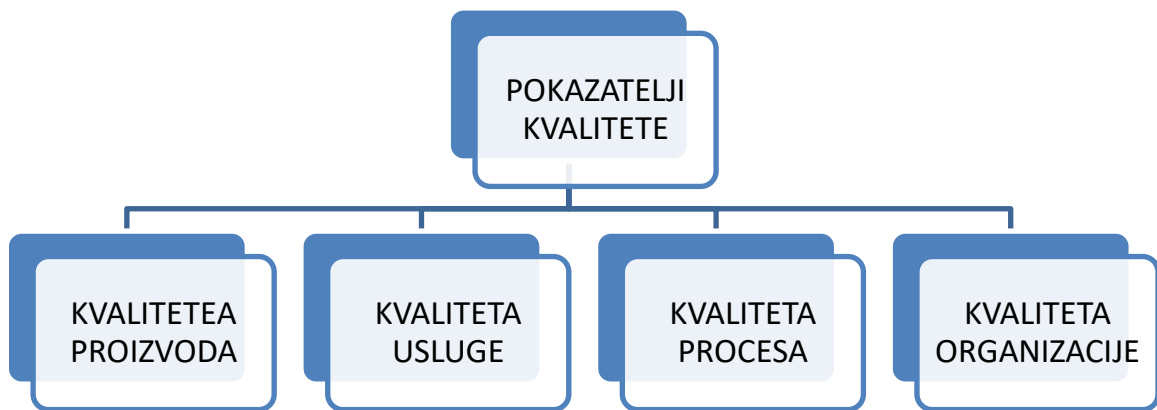 POKAZATELJI
KVALITETE
KVALITETEA
PROIZVODA
KVALITETA
USLUGE
KVALITETA
PROCESA
KVALITETA
ORGANIZACIJE